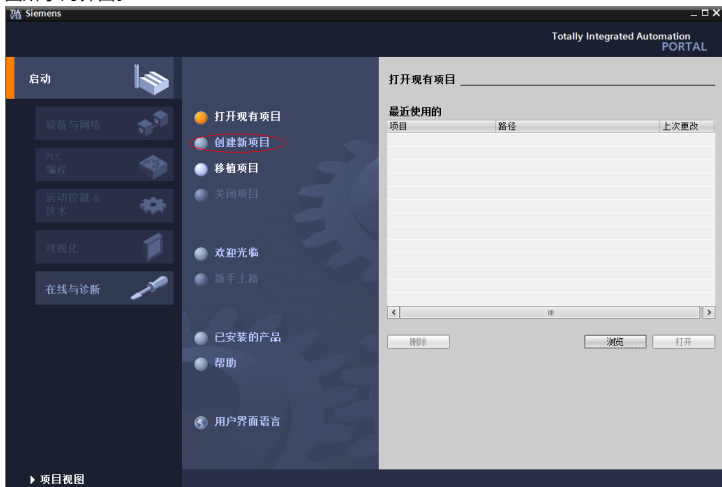 Siemens
Totally Integrated Automation
PORTAL
启动
设备与网络
PLC
编程
运动控制 &
技术
可视化
在线与诊断
打开现有项目
创建新项目
移植项目
关闭项目
欢迎光临
新手上路
已安装的产品
帮助
用户界面语言
打开现有项目
最近使用的
项目 路径 上次更改
删除 浏览 打开
项目视图